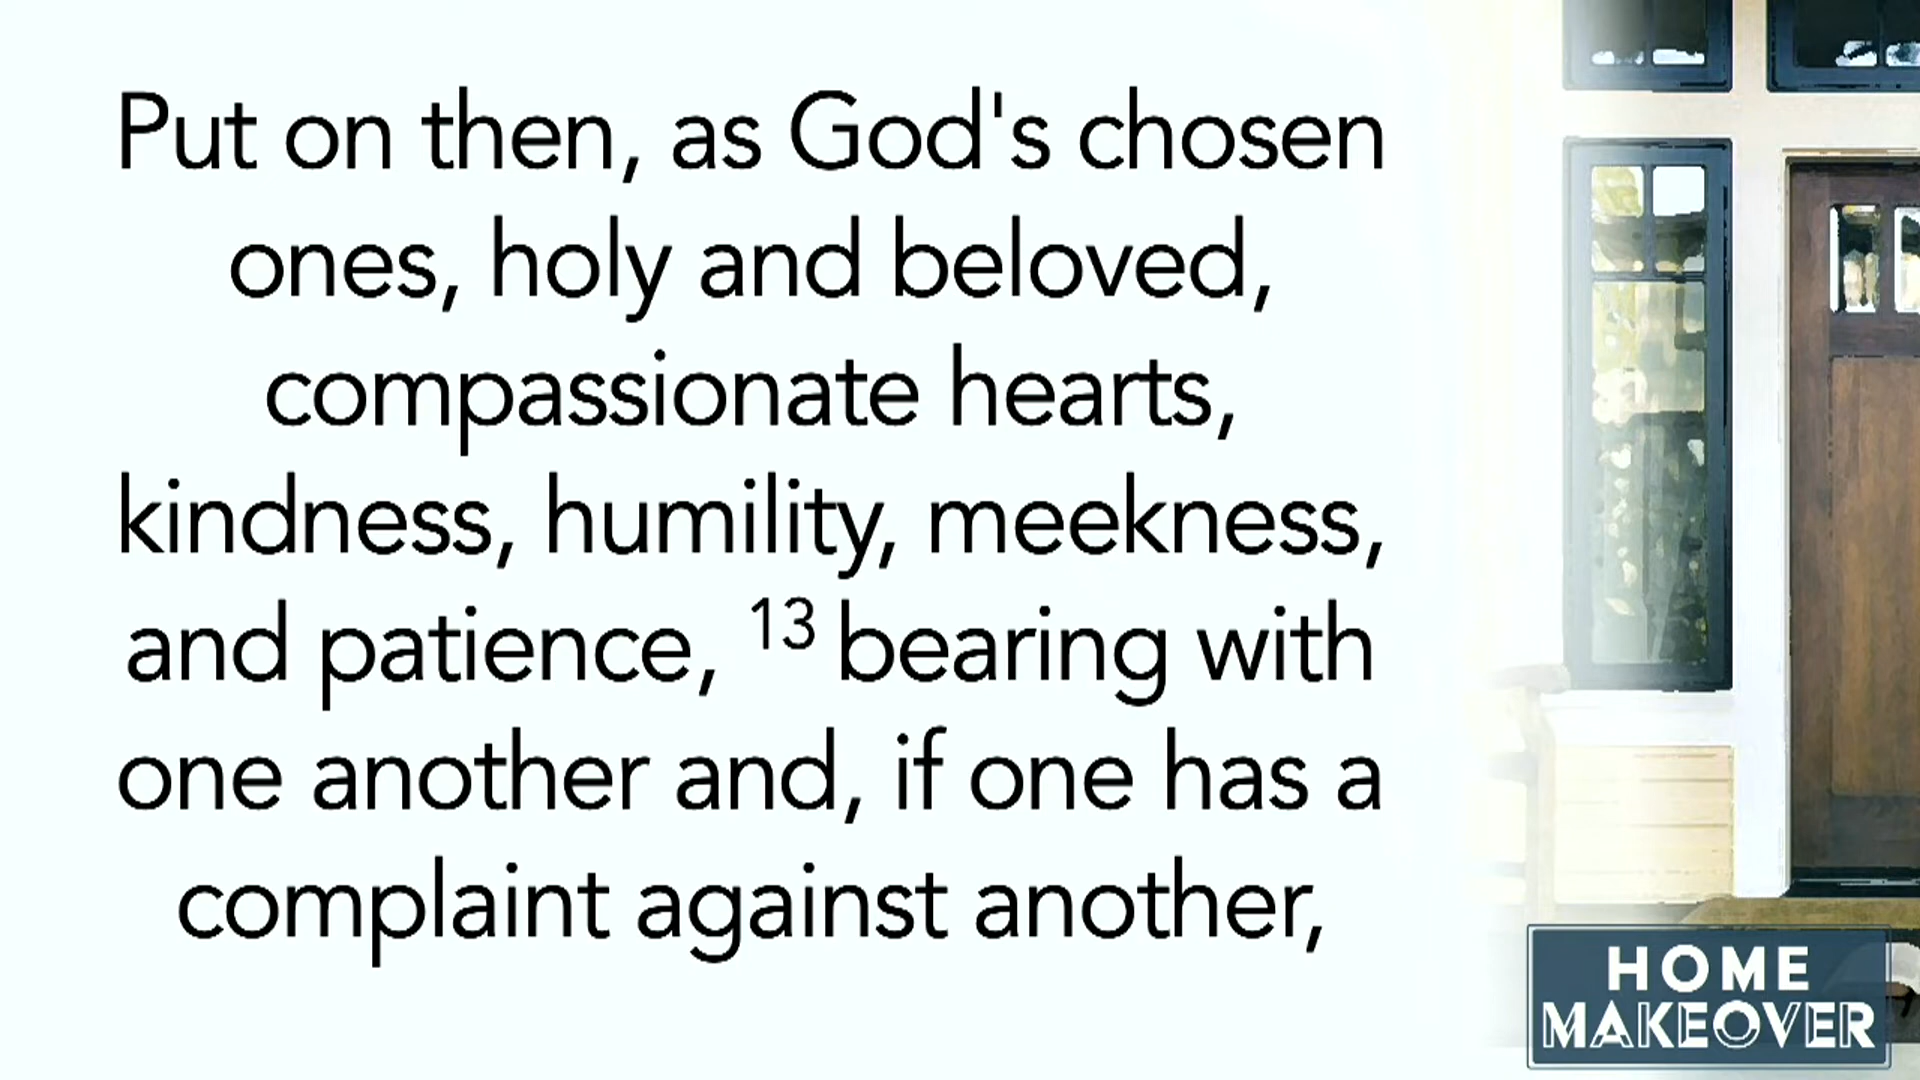 Put on then, as God's chosen
ones, holy and beloved,
compassionate hearts,
kindness, humility, meekness,
and patience, 13 bearing with
one another and, if one has a
complaint against another,
HOME
MAKEOVER